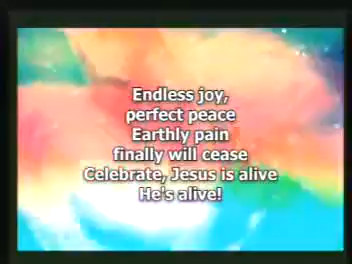 Endless joy,
perfect peace
Earthly pain
finally will cease
Celebrate, Jesus is alive
He's alive!